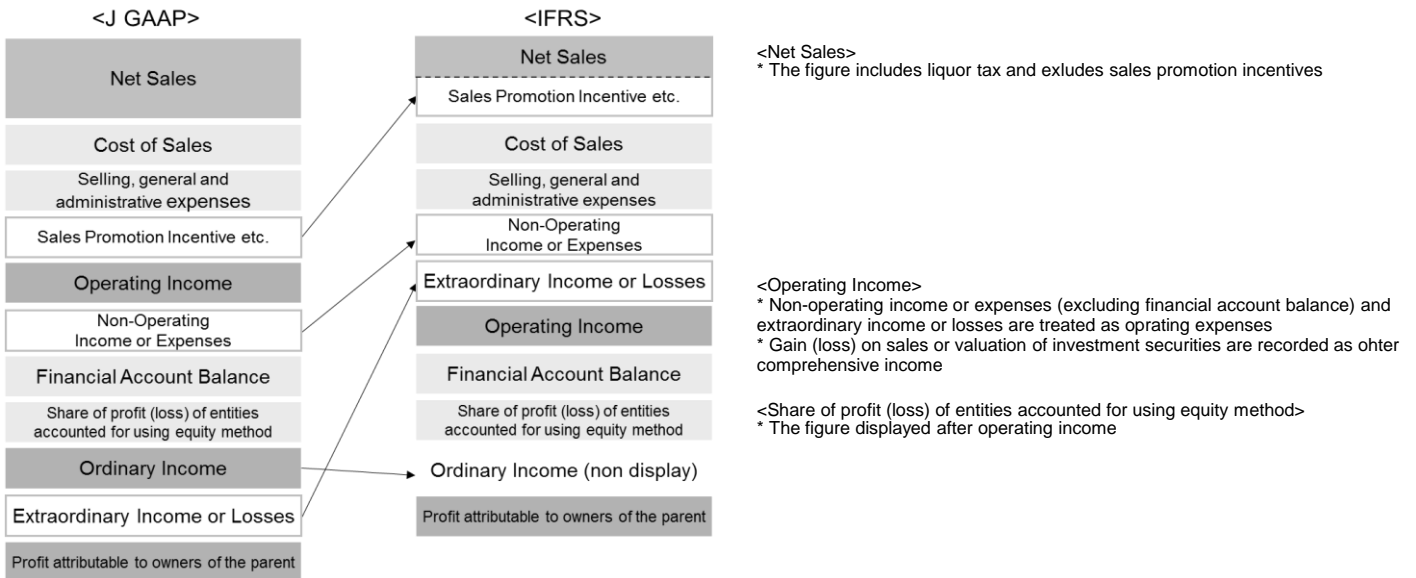 <J GAAP>
Net Sales
Cost of Sales
Selling, general and
administrative expenses
Sales Promotion Incentive etc.
Operating Income
Non-Operating
Income or Expenses
Financial Account Balance
Share of profit (loss) of entities
accounted for using equity method
Ordinary Income
Extraordinary Income or Losses
Profit attributable to owners of the parent
<IFRS>
Net Sales
Sales Promotion Incentive etc.
Cost of Sales
Selling, general and
administrative expenses
Non-Operating
Income or Expenses
Extraordinary Income or Losses
Operating Income
Financial Account Balance
Share of profit (loss) of entities
accounted for using equity method
Ordinary Income (non display)
Profit attributable to owners of the parent
<Net Sales>
* The figure includes liquor tax and exludes sales promotion incentives
<Operating Income>
* Non-operating income or expenses (excluding financial account balance) and
extraordinary income or losses are treated as oprating expenses
* Gain (loss) on sales or valuation of investment securities are recorded as ohter
comprehensive income
<Share of profit (loss) of entities accounted for using equity method>
* The figure displayed after operating income